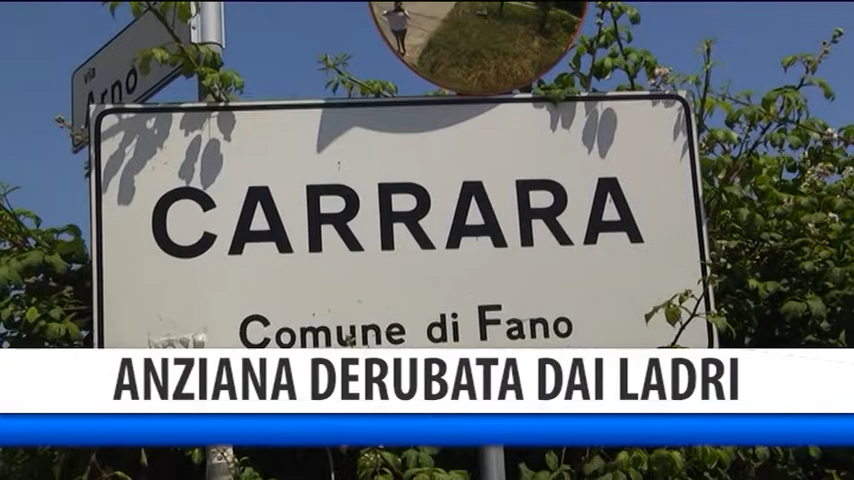 via
Arno
CARRARA
Comune di Fano
ANZIANA DERUBATA DAI LADRI